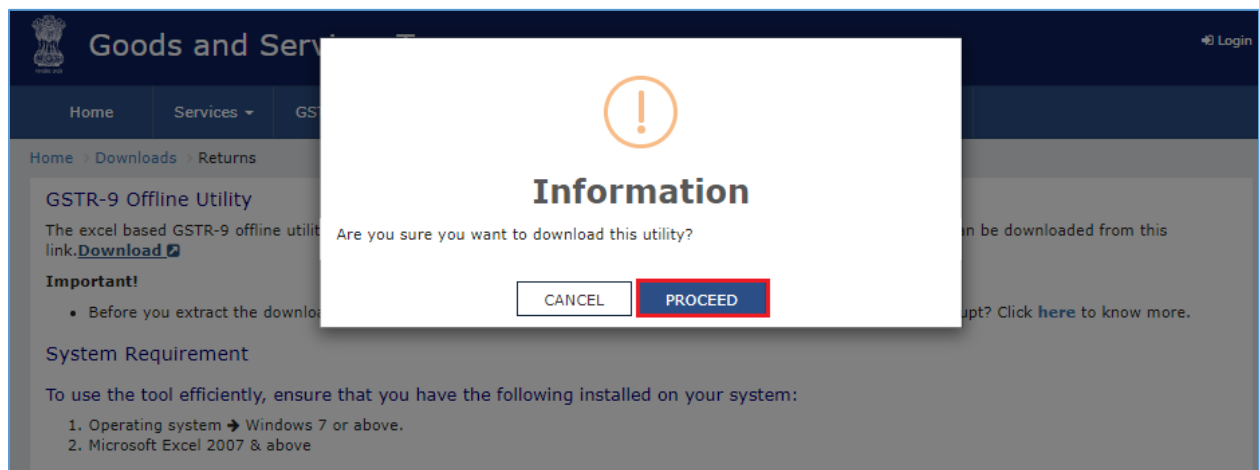 Goods and Serv
Login
Home
Services
GS
Home > Downloads > Returns
Information
Are you sure you want to download this utility?
CANCEL
PROCEED
GSTR-9 Offline Utility
The excel based GSTR-9 offline utilit
an be downloaded from this
link.Download
Important!
• Before you extract the downloa
upt? Click here to know more.
System Requirement
To use the tool efficiently, ensure that you have the following installed on your system:
1. Operating system ➔ Windows 7 or above.
2. Microsoft Excel 2007 & above